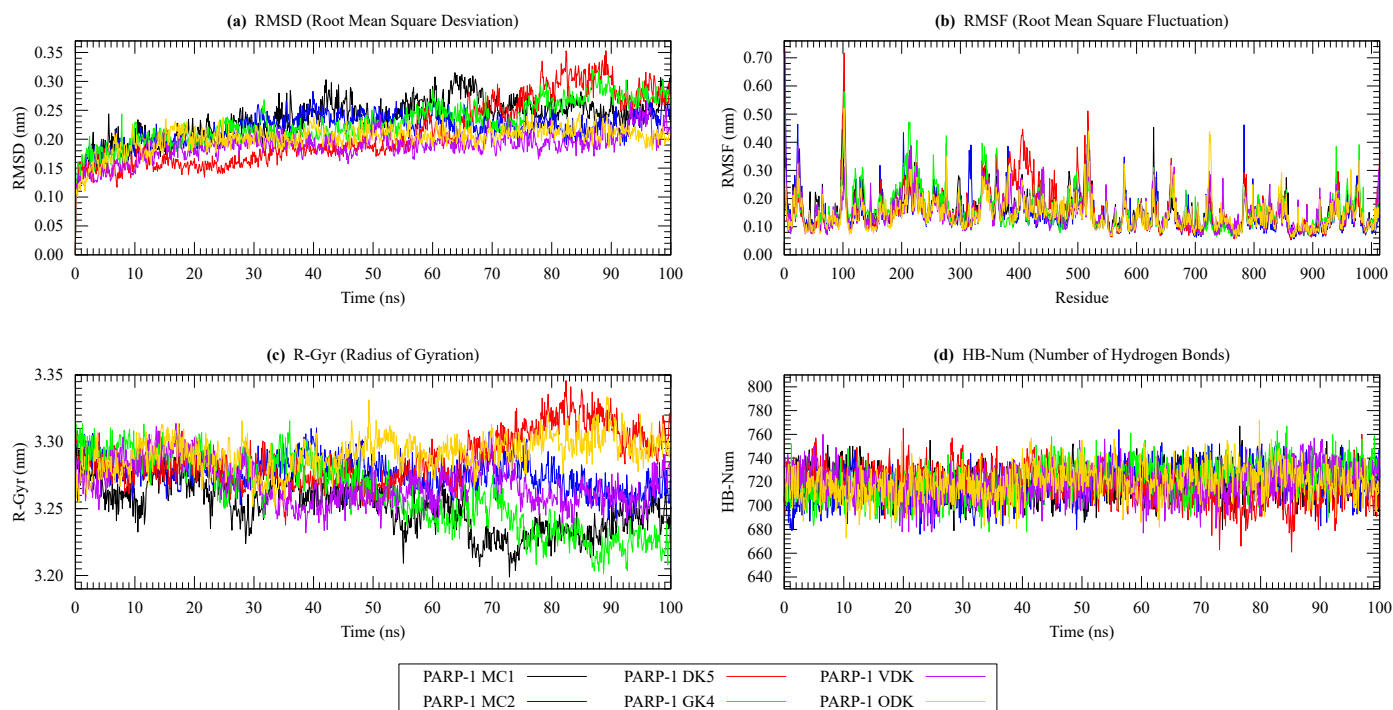 (a) RMSD (Root Mean Square Desviation)
RMSD (nm)
0.35
0.30
0.25
0.20
0.15
0.10
0.05
0.00
0 10 20 30 40 50 60 70 80 90 100
Time (ns)
(b) RMSF (Root Mean Square Fluctuation)
RMSF (nm)
0.70
0.60
0.50
0.40
0.30
0.20
0.10
0.00
0 100 200 300 400 500 600 700 800 900 1000
Residue
(c) R-Gyr (Radius of Gyration)
R-Gyr (nm)
3.35
3.30
3.25
3.20
0 10 20 30 40 50 60 70 80 90 100
Time (ns)
(d) HB-Num (Number of Hydrogen Bonds)
HB-Num
800
780
760
740
720
700
680
660
640
0 10 20 30 40 50 60 70 80 90 100
Time (ns)
PARP-1 MC1 PARP-1 DK5 PARP-1 VDK
PARP-1 MC2 PARP-1 GK4 PARP-1 ODK